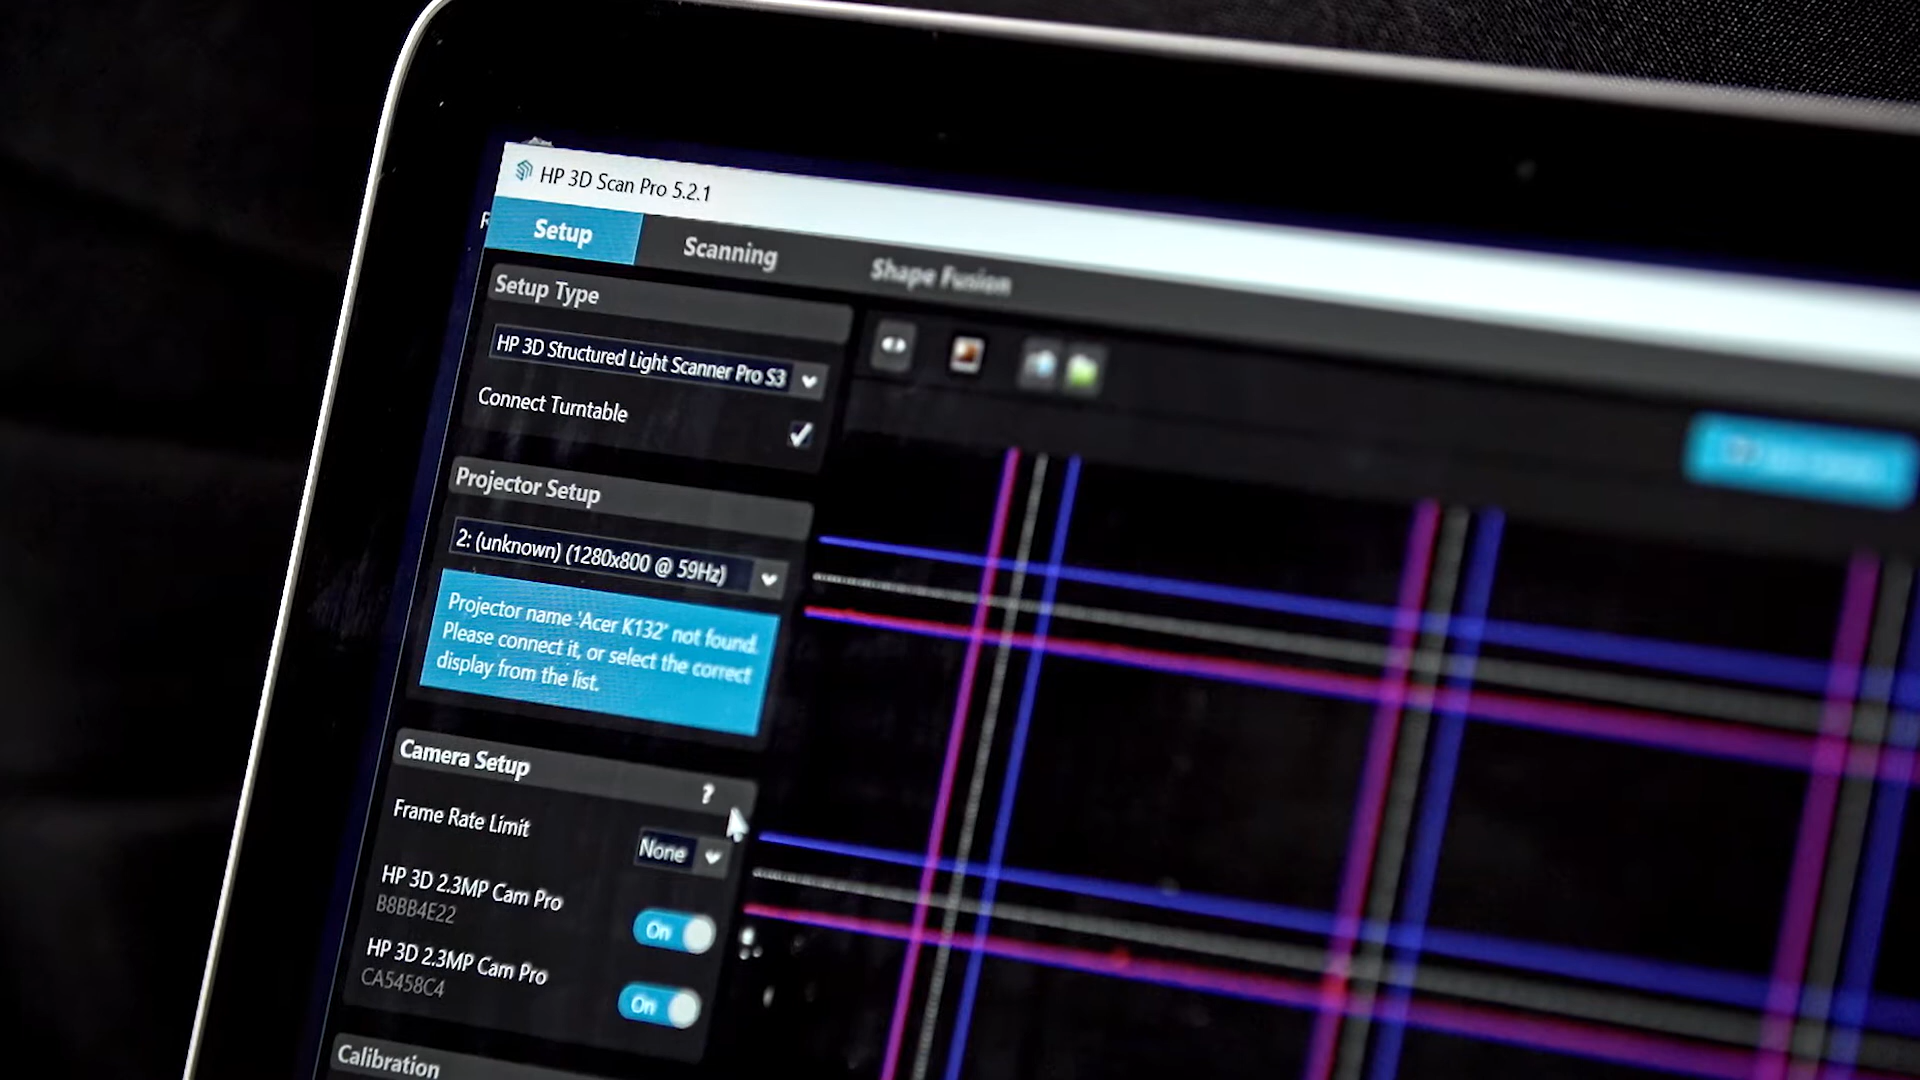 HP 3D Scan Pro 5.2.1
Setup
Scanning
Shape Fusion
Setup Type
HP 3D Structured Light Scanner Pro S3
Connect Turntable
Projector Setup
2: (unknown) (1280x800 @ 59Hz)
Projector name 'Acer K132' not found.
Please connect it, or select the correct
display from the list.
Camera Setup
?
Frame Rate Limit
None
HP 3D 2.3MP Cam Pro
B8BB4E22
On
HP 3D 2.3MP Cam Pro
CA5458C4
On
Calibration